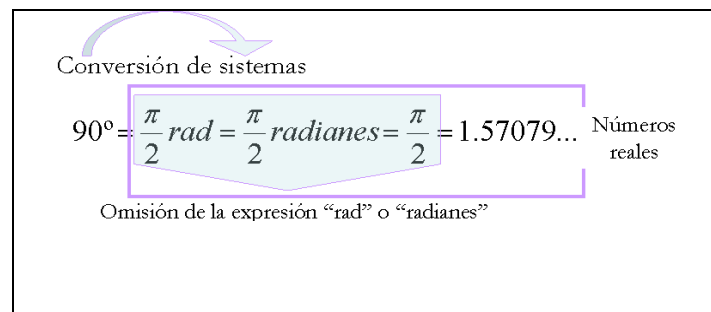 Conversión de sistemas
90º = π/2 rad = π/2 radianes = π/2 = 1.57079... Números reales
Omisión de la expresión “rad” o “radianes”